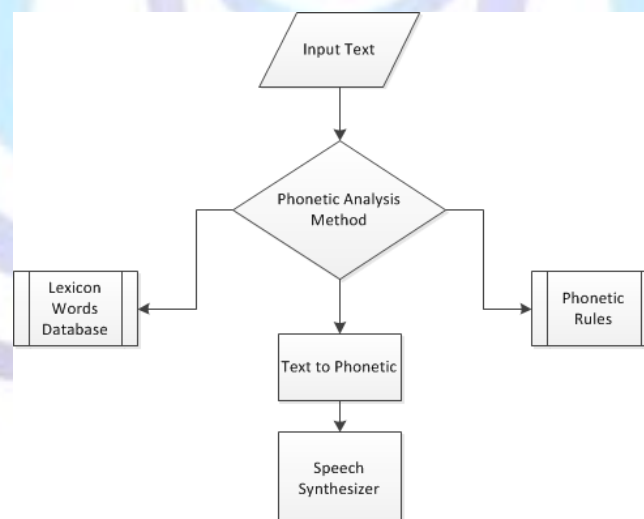 Input Text
Phonetic Analysis
Method
Lexicon
Words
Database
Phonetic
Rules
Text to Phonetic
Speech
Synthesizer